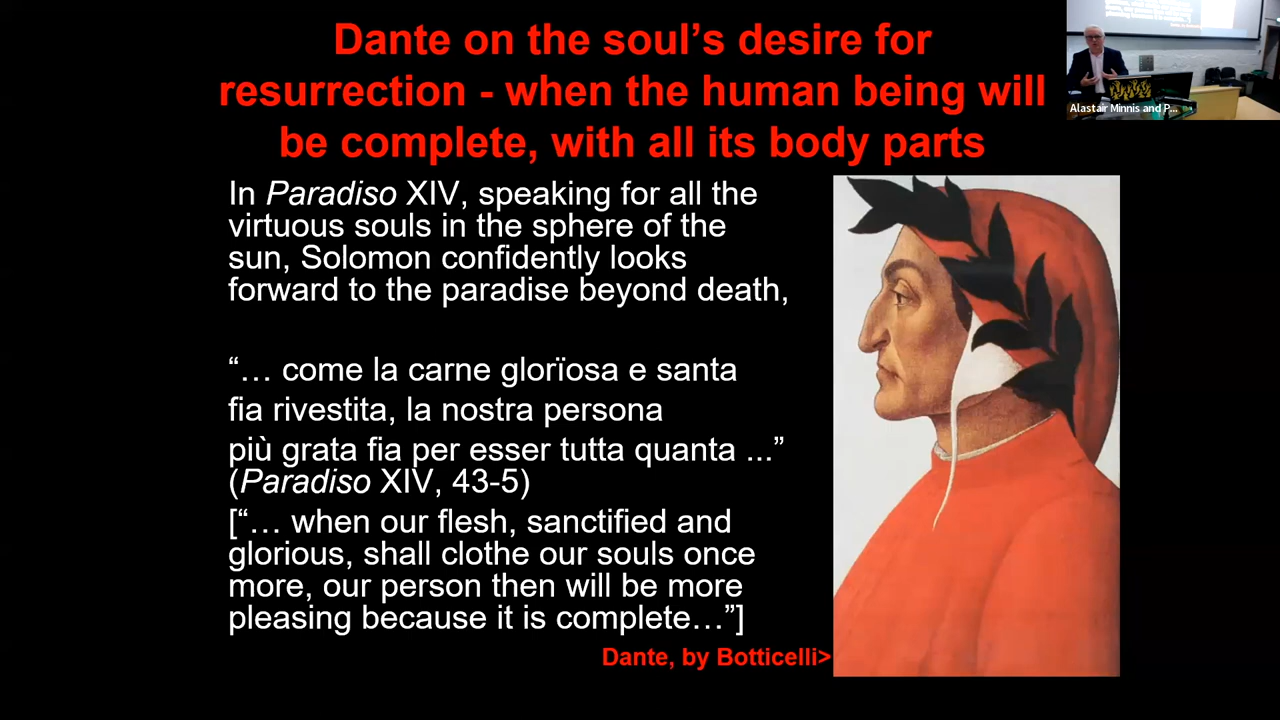 Dante on the soul's desire for
resurrection - when the human being will
be complete, with all its body parts
Alastair Minnis and P...
In Paradiso XIV, speaking for all the
virtuous souls in the sphere of the
sun, Solomon confidently looks
forward to the paradise beyond death,
“… come la carne glorïosa e santa
fia rivestita, la nostra persona
più grata fia per esser tutta quanta ...”
(Paradiso XIV, 43-5)
[“… when our flesh, sanctified and
glorious, shall clothe our souls once
more, our person then will be more
pleasing because it is complete…”]
Dante, by Botticelli>